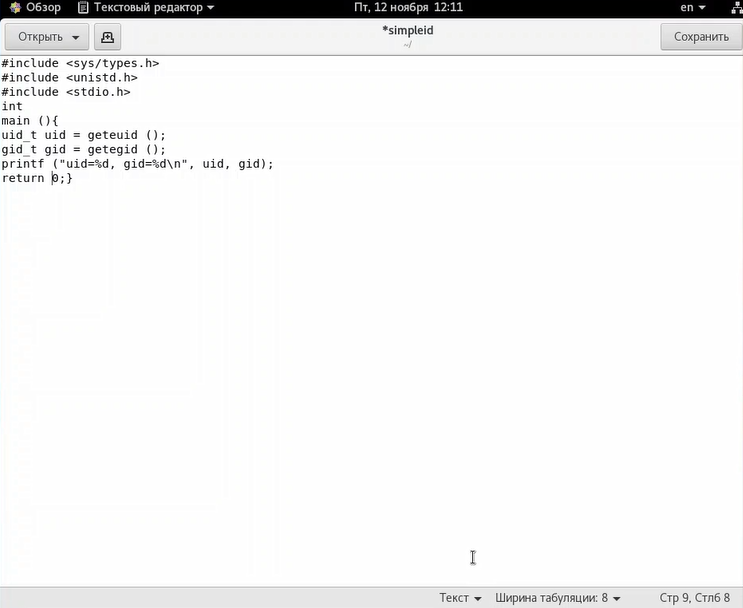 Обзор Текстовый редактор Пт, 12 ноября 12:11 en
Открыть *simpleid Сохранить
~/
#include <sys/types.h>
#include <unistd.h>
#include <stdio.h>
int
main (){
uid_t uid = geteuid ();
gid_t gid = getegid ();
printf ("uid=%d, gid=%d\n", uid, gid);
return 0;}
Текст Ширина табуляции: 8 Стр 9, Стлб 8